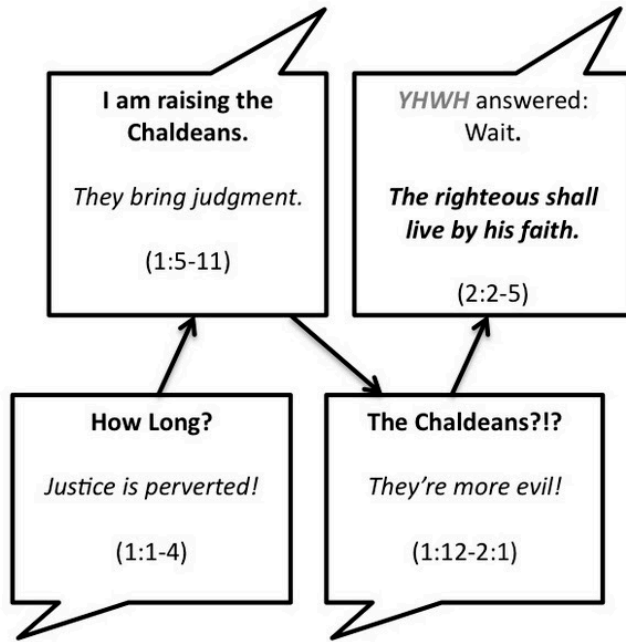 I am raising the
Chaldeans.
They bring judgment.
(1:5-11)
YHWH answered:
Wait.
The righteous shall
live by his faith.
(2:2-5)
How Long?
Justice is perverted!
(1:1-4)
The Chaldeans?!?
They’re more evil!
(1:12-2:1)